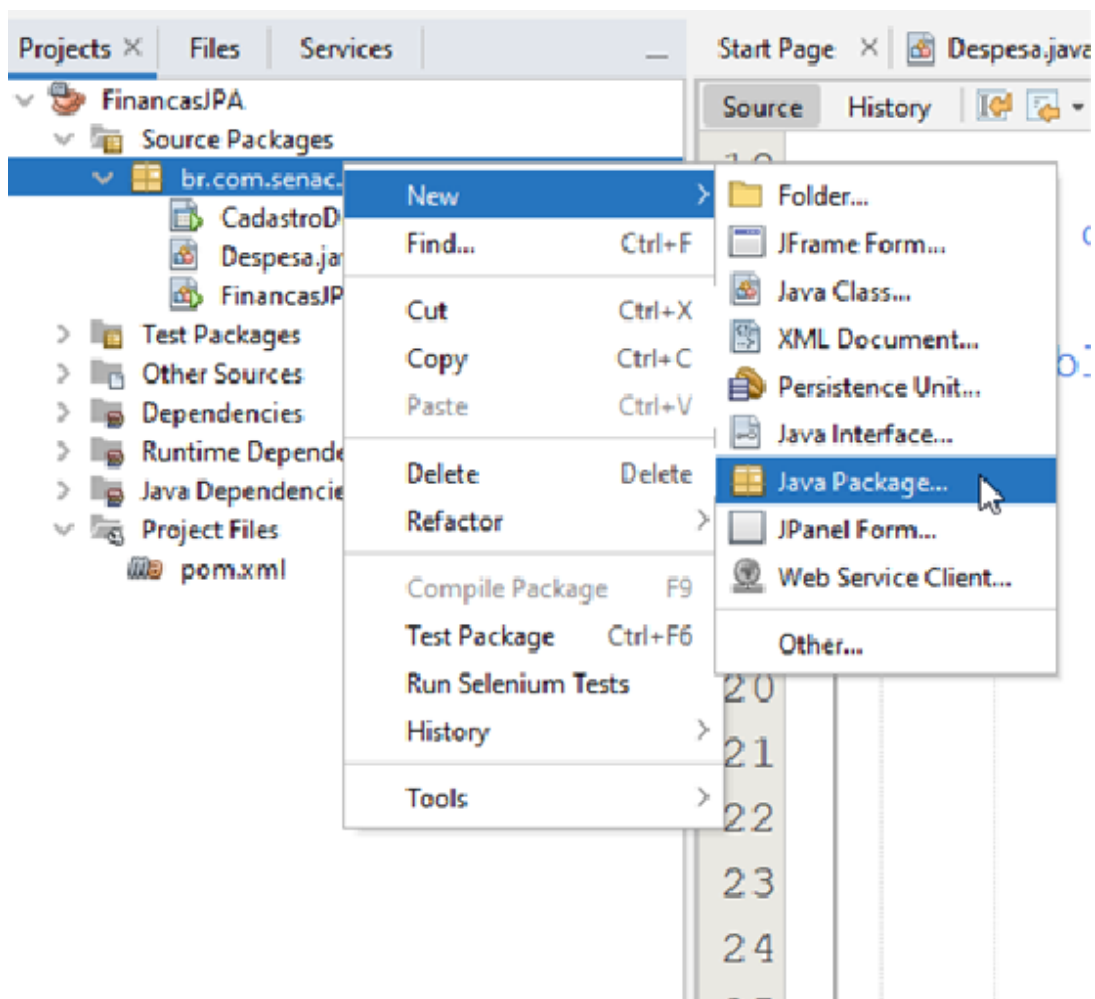 Projects Files Services
Start Page Despesa.java
FinancasJPA
Source History
Source Packages
br.com.senac.
CadastroD
Despesa.jav
FinancasJP
Test Packages
Other Sources
Dependencies
Runtime Depende
Java Dependencie
Project Files
pom.xml
New
Find... Ctrl+F
Cut Ctrl+X
Copy Ctrl+C
Paste Ctrl+V
Delete Delete
Refactor
Compile Package F9
Test Package Ctrl+F6
Run Selenium Tests
History
Tools
Folder...
JFrame Form...
Java Class...
XML Document...
Persistence Unit...
Java Interface...
Java Package...
JPanel Form...
Web Service Client...
Other...
20
21
22
23
24